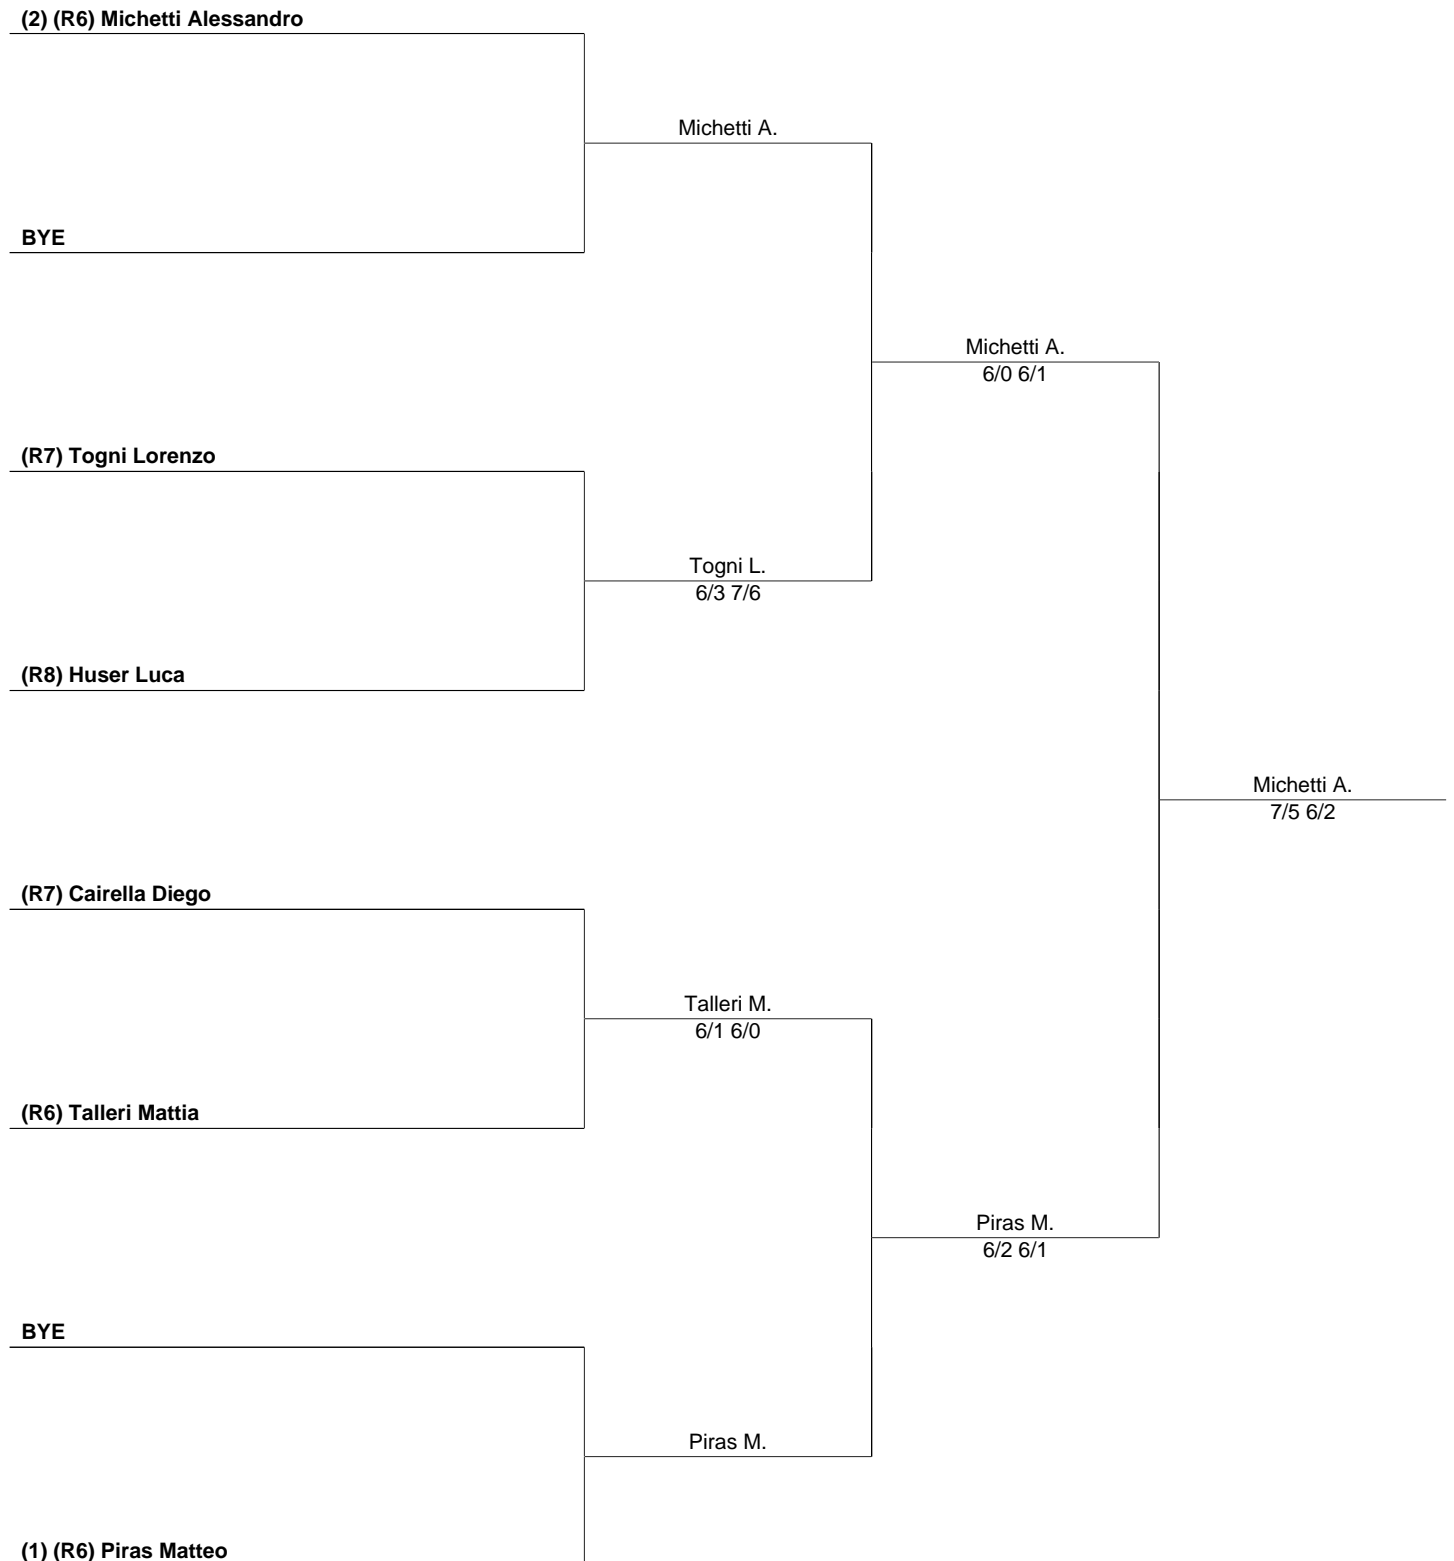 (2) (R6) Michetti Alessandro
Michetti A.
BYE
Michetti A.
6/0 6/1
(R7) Togni Lorenzo
Togni L.
6/3 7/6
(R8) Huser Luca
Michetti A.
7/5 6/2
(R7) Cairella Diego
Talleri M.
6/1 6/0
(R6) Talleri Mattia
Piras M.
6/2 6/1
BYE
Piras M.
(1) (R6) Piras Matteo